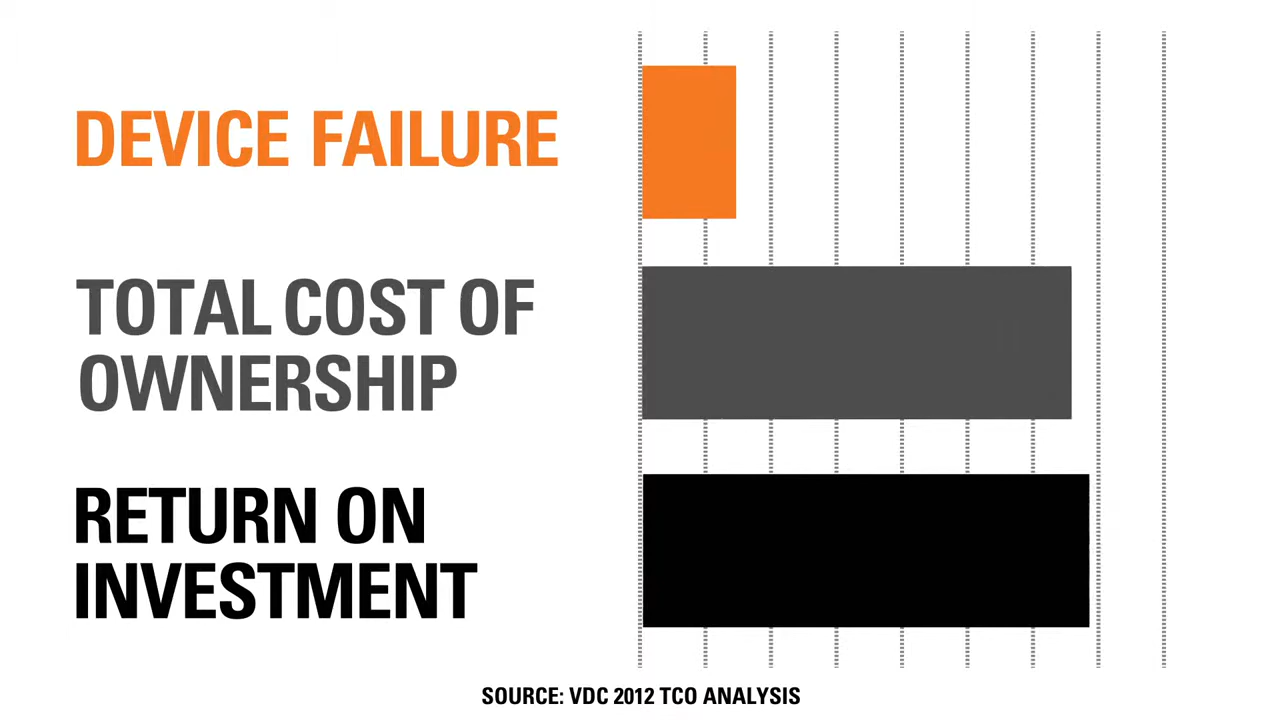 DEVICE FAILURE
TOTAL COST OF
OWNERSHIP
RETURN ON
INVESTMENT
SOURCE: VDC 2012 TCO ANALYSIS